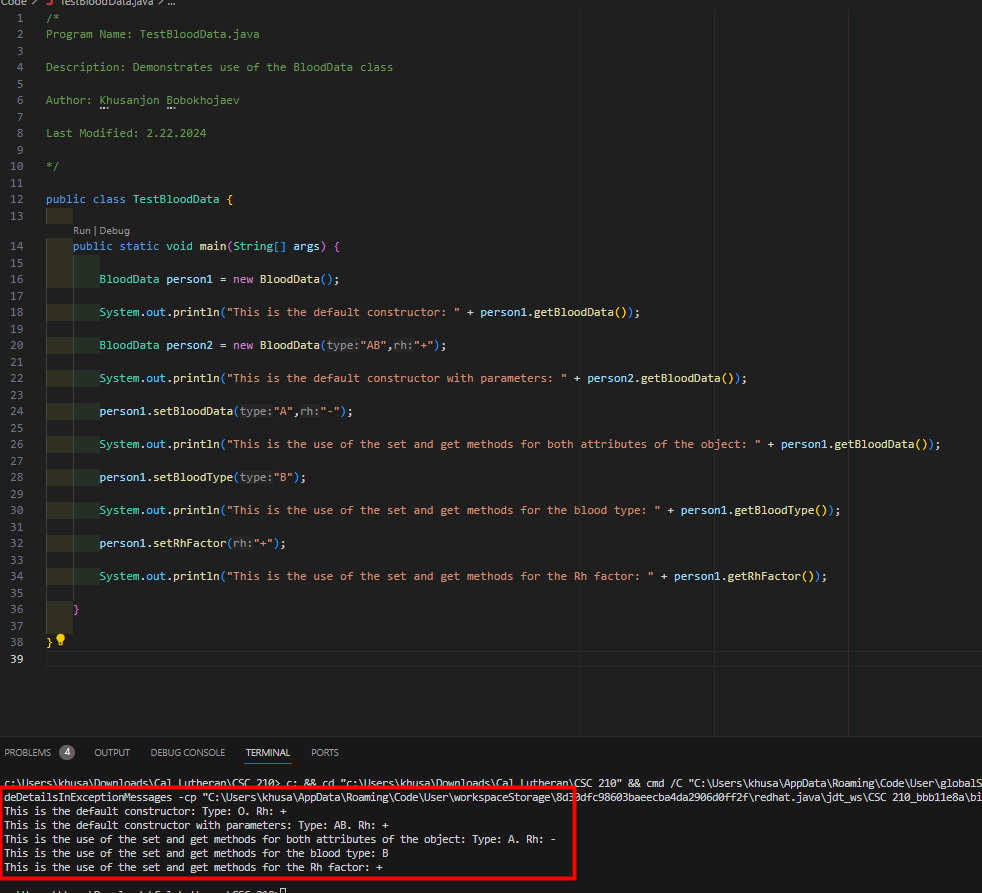 Code > J TestBloodData.java > ...
1 /*
2 Program Name: TestBloodData.java
3
4 Description: Demonstrates use of the BloodData class
5
6 Author: Khusanjon Bobokhojaev
7
8 Last Modified: 2.22.2024
9
10 */
11
12 public class TestBloodData {
13
Run | Debug
14 public static void main(String[] args) {
15
16 BloodData person1 = new BloodData();
17
18 System.out.println("This is the default constructor: " + person1.getBloodData());
19
20 BloodData person2 = new BloodData(type:"AB",rh:"+");
21
22 System.out.println("This is the default constructor with parameters: " + person2.getBloodData());
23
24 person1.setBloodData(type:"A",rh:"-");
25
26 System.out.println("This is the use of the set and get methods for both attributes of the object: " + person1.getBloodData());
27
28 person1.setBloodType(type:"B");
29
30 System.out.println("This is the use of the set and get methods for the blood type: " + person1.getBloodType());
31
32 person1.setRhFactor(rh:"+");
33
34 System.out.println("This is the use of the set and get methods for the Rh factor: " + person1.getRhFactor());
35
36 }
37
38 }
39
PROBLEMS 4 OUTPUT DEBUG CONSOLE TERMINAL PORTS
c:\Users\khusa\Downloads\Cal Lutheran\CSC 210> c: && cd "c:\Users\khusa\Downloads\Cal Lutheran\CSC 210" && cmd /C "C:\Users\khusa\AppData\Roaming\Code\User\globalS
deDetailsInExceptionMessages -cp "C:\Users\khusa\AppData\Roaming\Code\User\workspaceStorage\8d30dfc98603baeecba4da2906d0ff2f\redhat.java\jdt_ws\CSC 210_bbb11e8a\bi
This is the default constructor: Type: O. Rh: +
This is the default constructor with parameters: Type: AB. Rh: +
This is the use of the set and get methods for both attributes of the object: Type: A. Rh: -
This is the use of the set and get methods for the blood type: B
This is the use of the set and get methods for the Rh factor: +